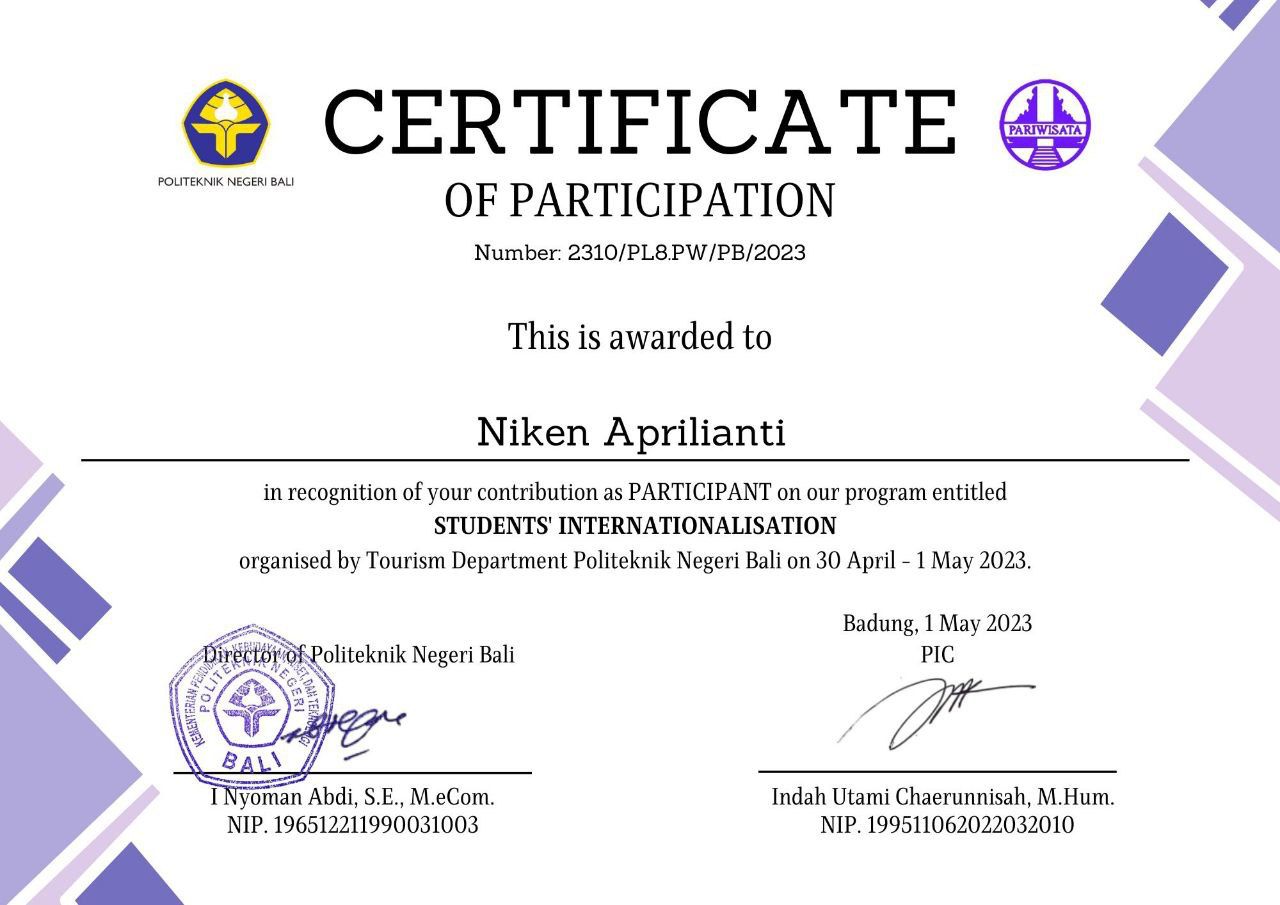 CERTIFICATE
POLITEKNIK NEGERI BALI
PARIWISATA
OF PARTICIPATION
Number: 2310/PL8.PW/PB/2023
This is awarded to
Niken Aprilianti
in recognition of your contribution as PARTICIPANT on our program entitled
STUDENTS' INTERNATIONALISATION
organised by Tourism Department Politeknik Negeri Bali on 30 April - 1 May 2023.
Badung, 1 May 2023
Director of Politeknik Negeri Bali
PIC
KEMENTERIAN PENDIDIKAN, KEBUDAYAAN, RISET, DAN TEKNOLOGI
POLITEKNIK NEGERI
BALI
I Nyoman Abdi, S.E., M.eCom.
NIP. 196512211990031003
Indah Utami Chaerunnisah, M.Hum.
NIP. 199511062022032010